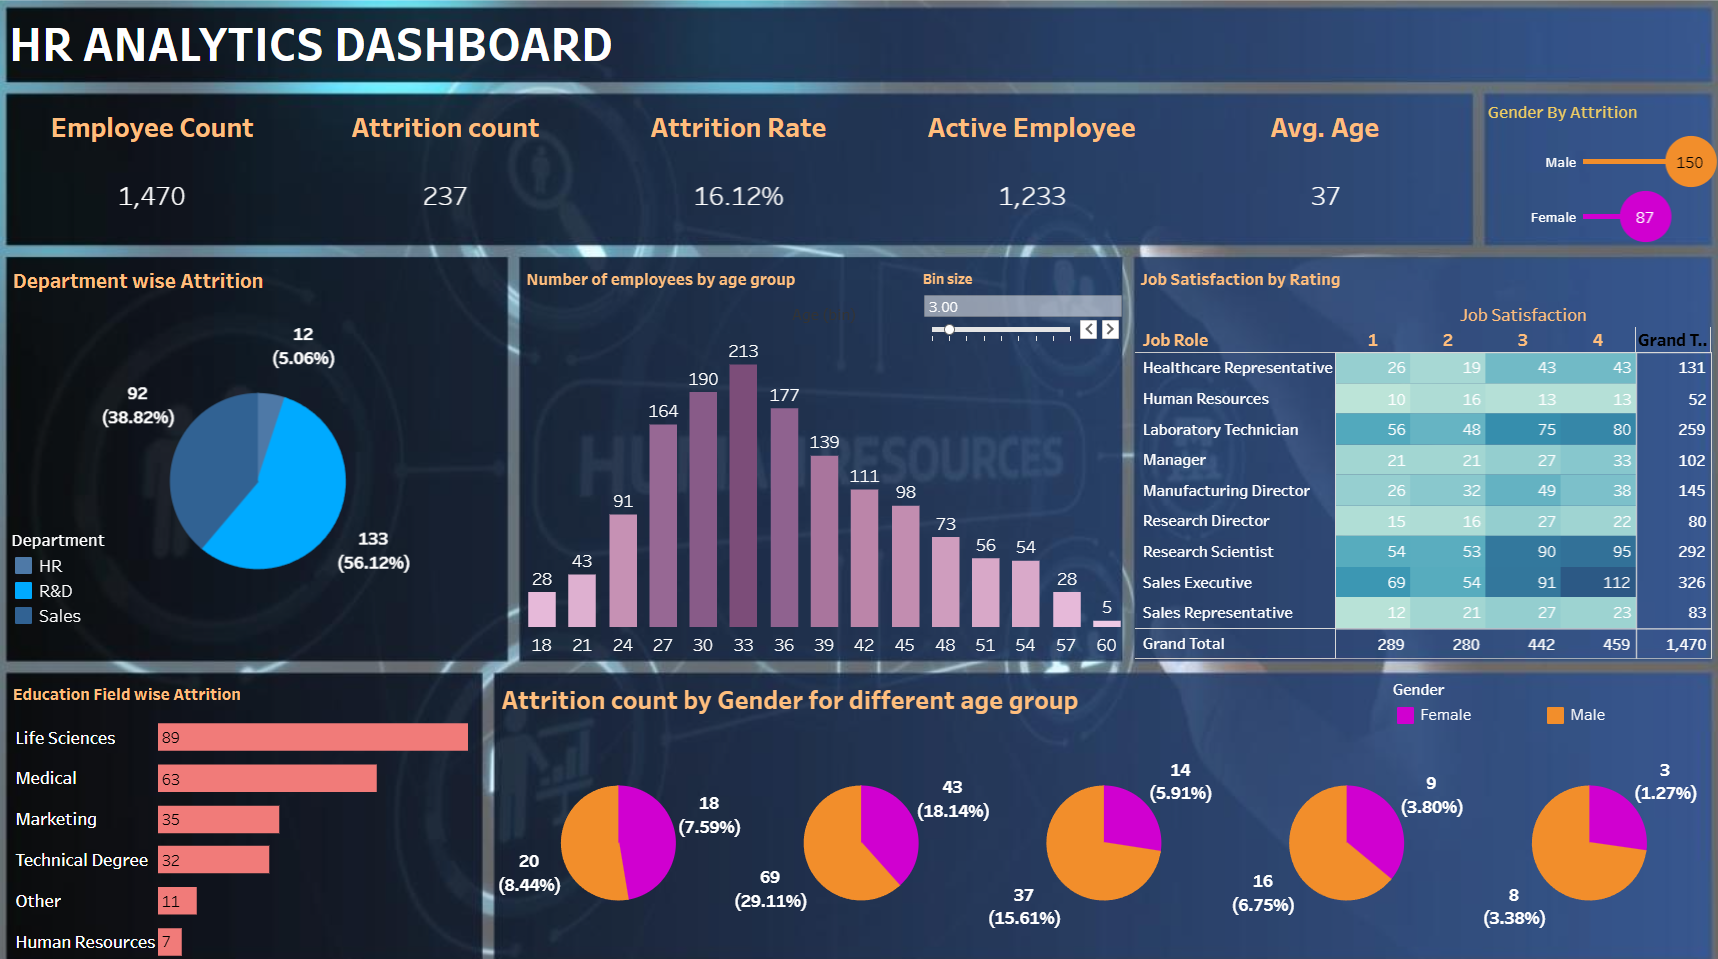 HR ANALYTICS DASHBOARD
Employee Count
Attrition count
Attrition Rate
Active Employee
Avg. Age
1,470
237
16.12%
1,233
37
Gender By Attrition
Male
150
Female
87
Department wise Attrition
12
(5.06%)
92
(38.82%)
133
(56.12%)
Department
HR
R&D
Sales
Number of employees by age group
Bin size
3.00
28
43
91
164
190
213
177
139
111
98
73
56
54
28
5
18 21 24 27 30 33 36 39 42 45 48 51 54 57 60
HUMAN RESOURCES
Job Satisfaction by Rating
Job Satisfaction
Job Role 1 2 3 4 Grand T..
Healthcare Representative 26 19 43 43 131
Human Resources 10 16 13 13 52
Laboratory Technician 56 48 75 80 259
Manager 21 21 27 33 102
Manufacturing Director 26 32 49 38 145
Research Director 15 16 27 22 80
Research Scientist 54 53 90 95 292
Sales Executive 69 54 91 112 326
Sales Representative 12 21 27 23 83
Grand Total 289 280 442 459 1,470
Education Field wise Attrition
Life Sciences 89
Medical 63
Marketing 35
Technical Degree 32
Other 11
Human Resources 7
Attrition count by Gender for different age group
Gender
Female
Male
18
(7.59%)
20
(8.44%)
43
(18.14%)
69
(29.11%)
14
(5.91%)
37
(15.61%)
9
(3.80%)
16
(6.75%)
3
(1.27%)
8
(3.38%)